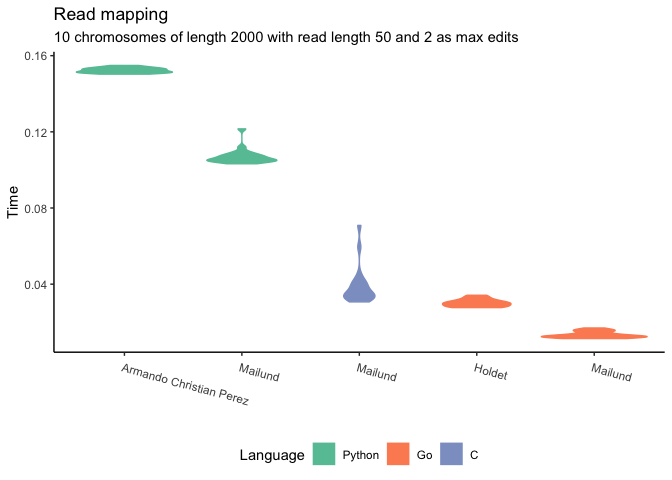 Read mapping
10 chromosomes of length 2000 with read length 50 and 2 as max edits
0.16
0.12
0.08
0.04
Time
Armando Christian Perez
Mailund
Mailund
Holdet
Mailund
Language Python Go C